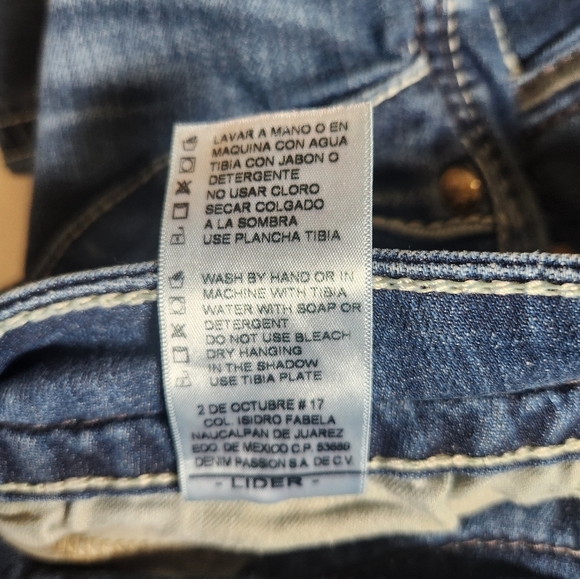 LAVAR A MANO O EN
MAQUINA CON AGUA
TIBIA CON JABON O
DETERGENTE
NO USAR CLORO
SECAR COLGADO
A LA SOMBRA
USE PLANCHA TIBIA
WASH BY HAND OR IN
MACHINE WITH TIBIA
WATER WITH SOAP OR
DETERGENT
DO NOT USE BLEACH
DRY HANGING
IN THE SHADOW
USE TIBIA PLATE
2 DE OCTUBRE # 17
COL. ISIDRO FABELA
NAUCALPAN DE JUAREZ
EDO. DE MEXICO C.P.
DENIM PASSION S.A. DE C.V.
- LIDER -